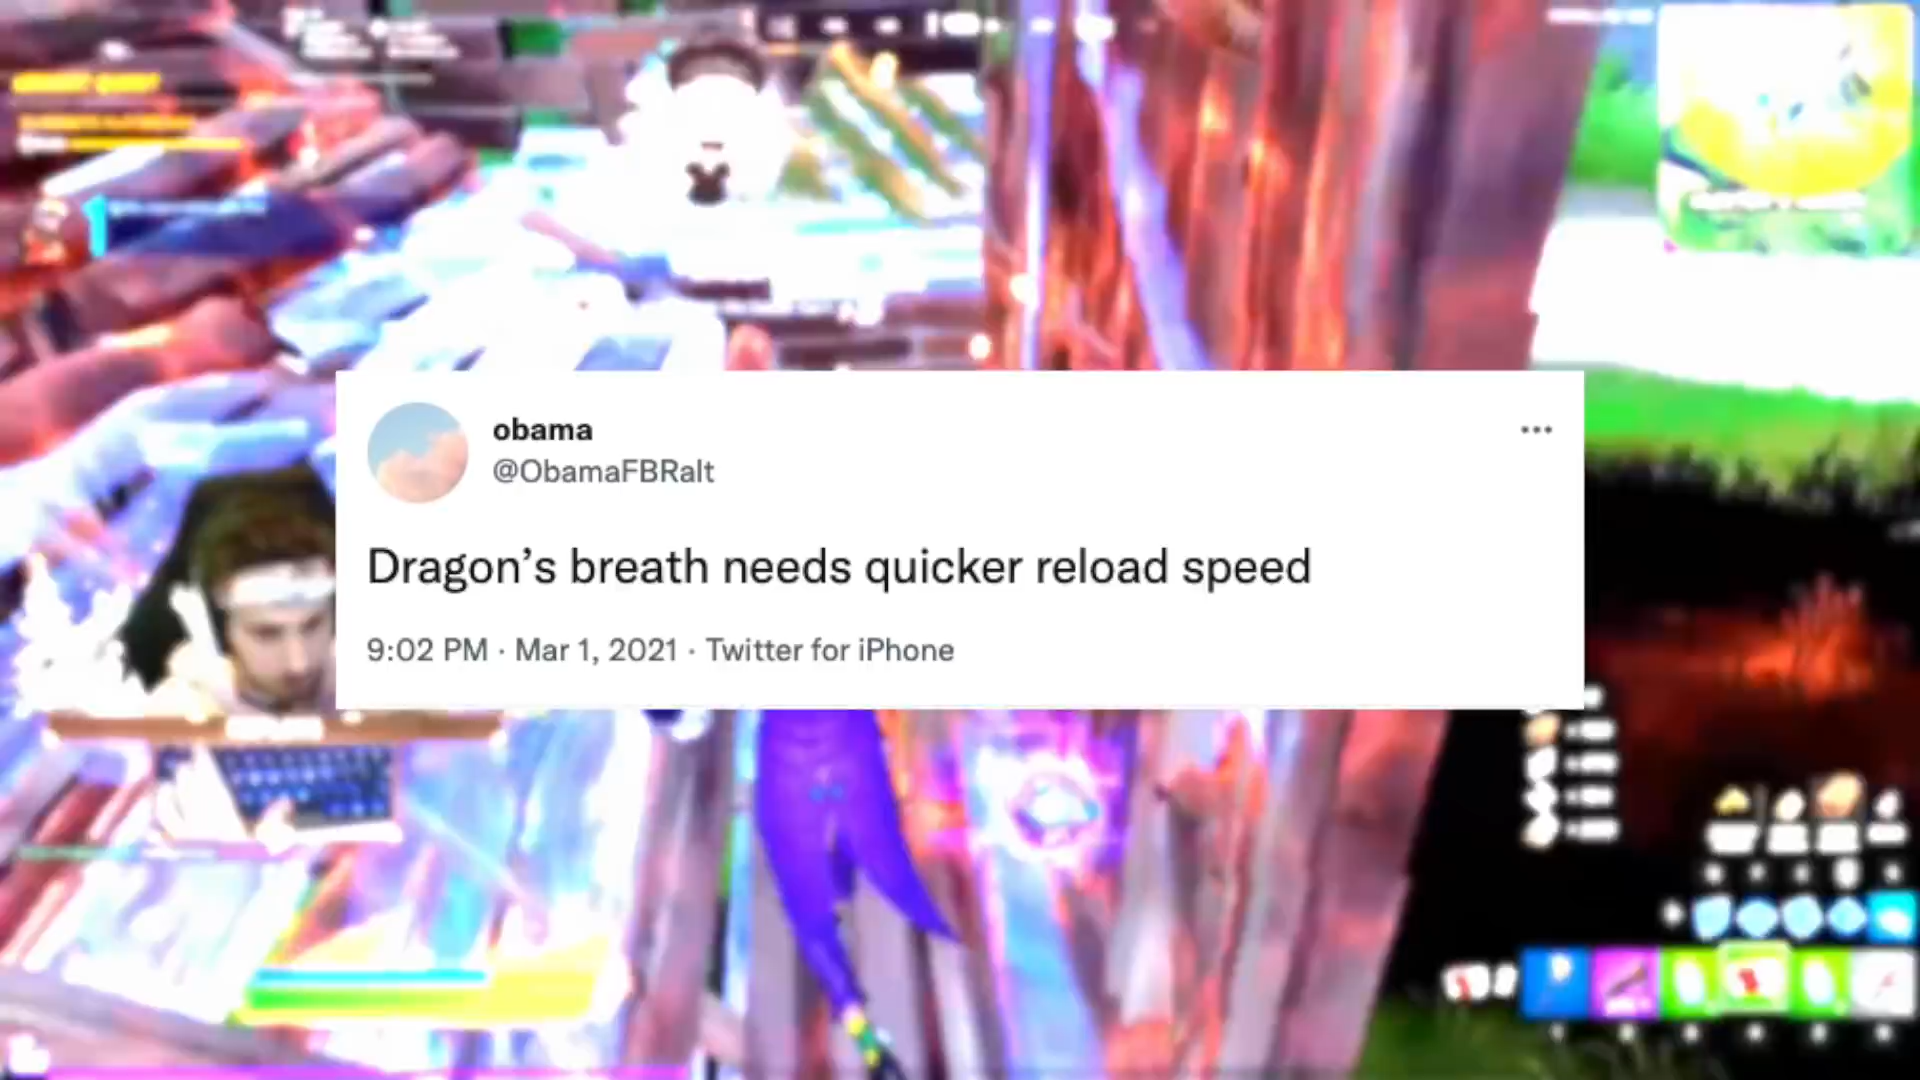 obama
@ObamaFBRalt
Dragon’s breath needs quicker reload speed
9:02 PM · Mar 1, 2021 · Twitter for iPhone